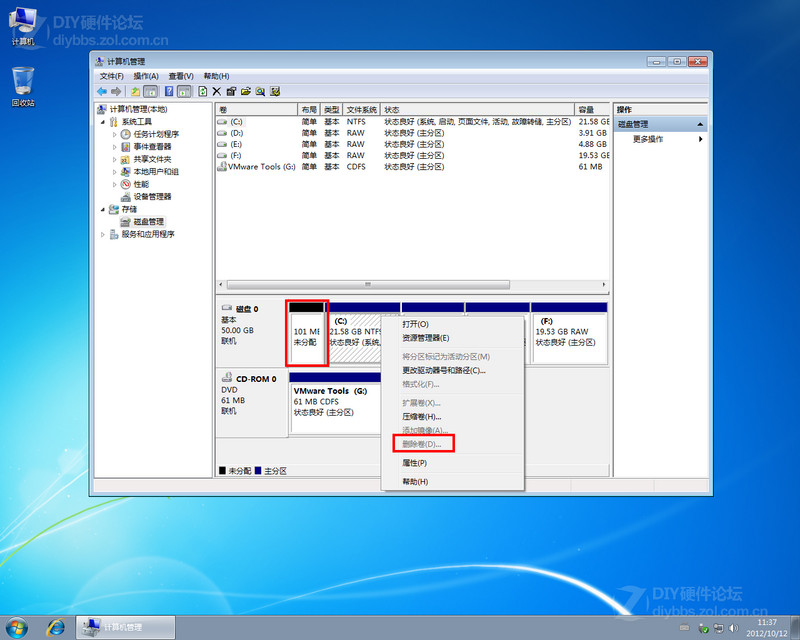 DIY硬件论坛
diybbs.zol.com.cn
计算机
回收站
计算机管理
文件(F) 操作(A) 查看(V) 帮助(H)
计算机管理(本地)
系统工具
任务计划程序
事件查看器
共享文件夹
本地用户和组
性能
设备管理器
存储
磁盘管理
服务和应用程序
卷 布局 类型 文件系统 状态 容量
(C:) 简单 基本 NTFS 状态良好 (系统, 启动, 页面文件, 活动, 故障转储, 主分区) 21.58 GB
(D:) 简单 基本 RAW 状态良好 (主分区) 3.91 GB
(E:) 简单 基本 RAW 状态良好 (主分区) 4.88 GB
(F:) 简单 基本 RAW 状态良好 (主分区) 19.53 GB
VMware Tools (G:) 简单 基本 CDFS 状态良好 (主分区) 61 MB
操作
磁盘管理
更多操作
磁盘 0
基本
50.00 GB
联机
101 MB
未分配
(C:)
21.58 GB NTFS
状态良好 (系统,
(F:)
19.53 GB RAW
状态良好 (主分区)
CD-ROM 0
DVD
61 MB
联机
VMware Tools (G:)
61 MB CDFS
状态良好 (主分区)
未分配 主分区
打开(O)
资源管理器(E)
将分区标记为活动分区(M)
更改驱动器号和路径(C)...
格式化(F)...
扩展卷(X)...
压缩卷(H)...
添加镜像(A)...
删除卷(D)...
属性(P)
帮助(H)
DIY硬件论坛
diybbs.zol.com.cn
计算机管理
11:37
2012/10/12